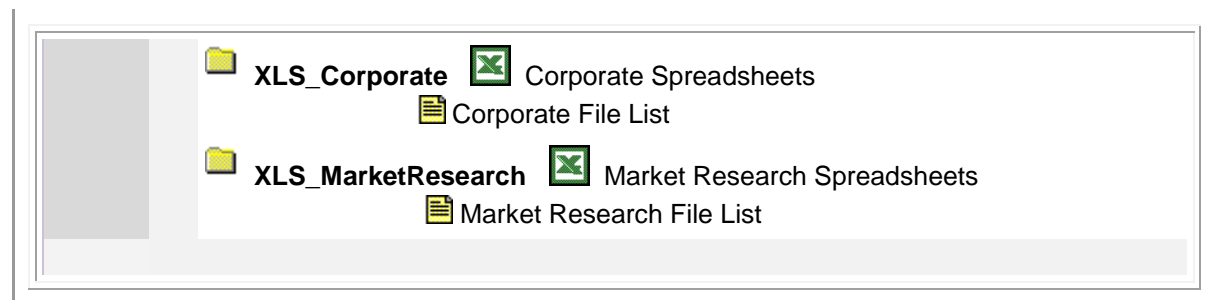 XLS_Corporate Corporate Spreadsheets
Corporate File List
XLS_MarketResearch Market Research Spreadsheets
Market Research File List